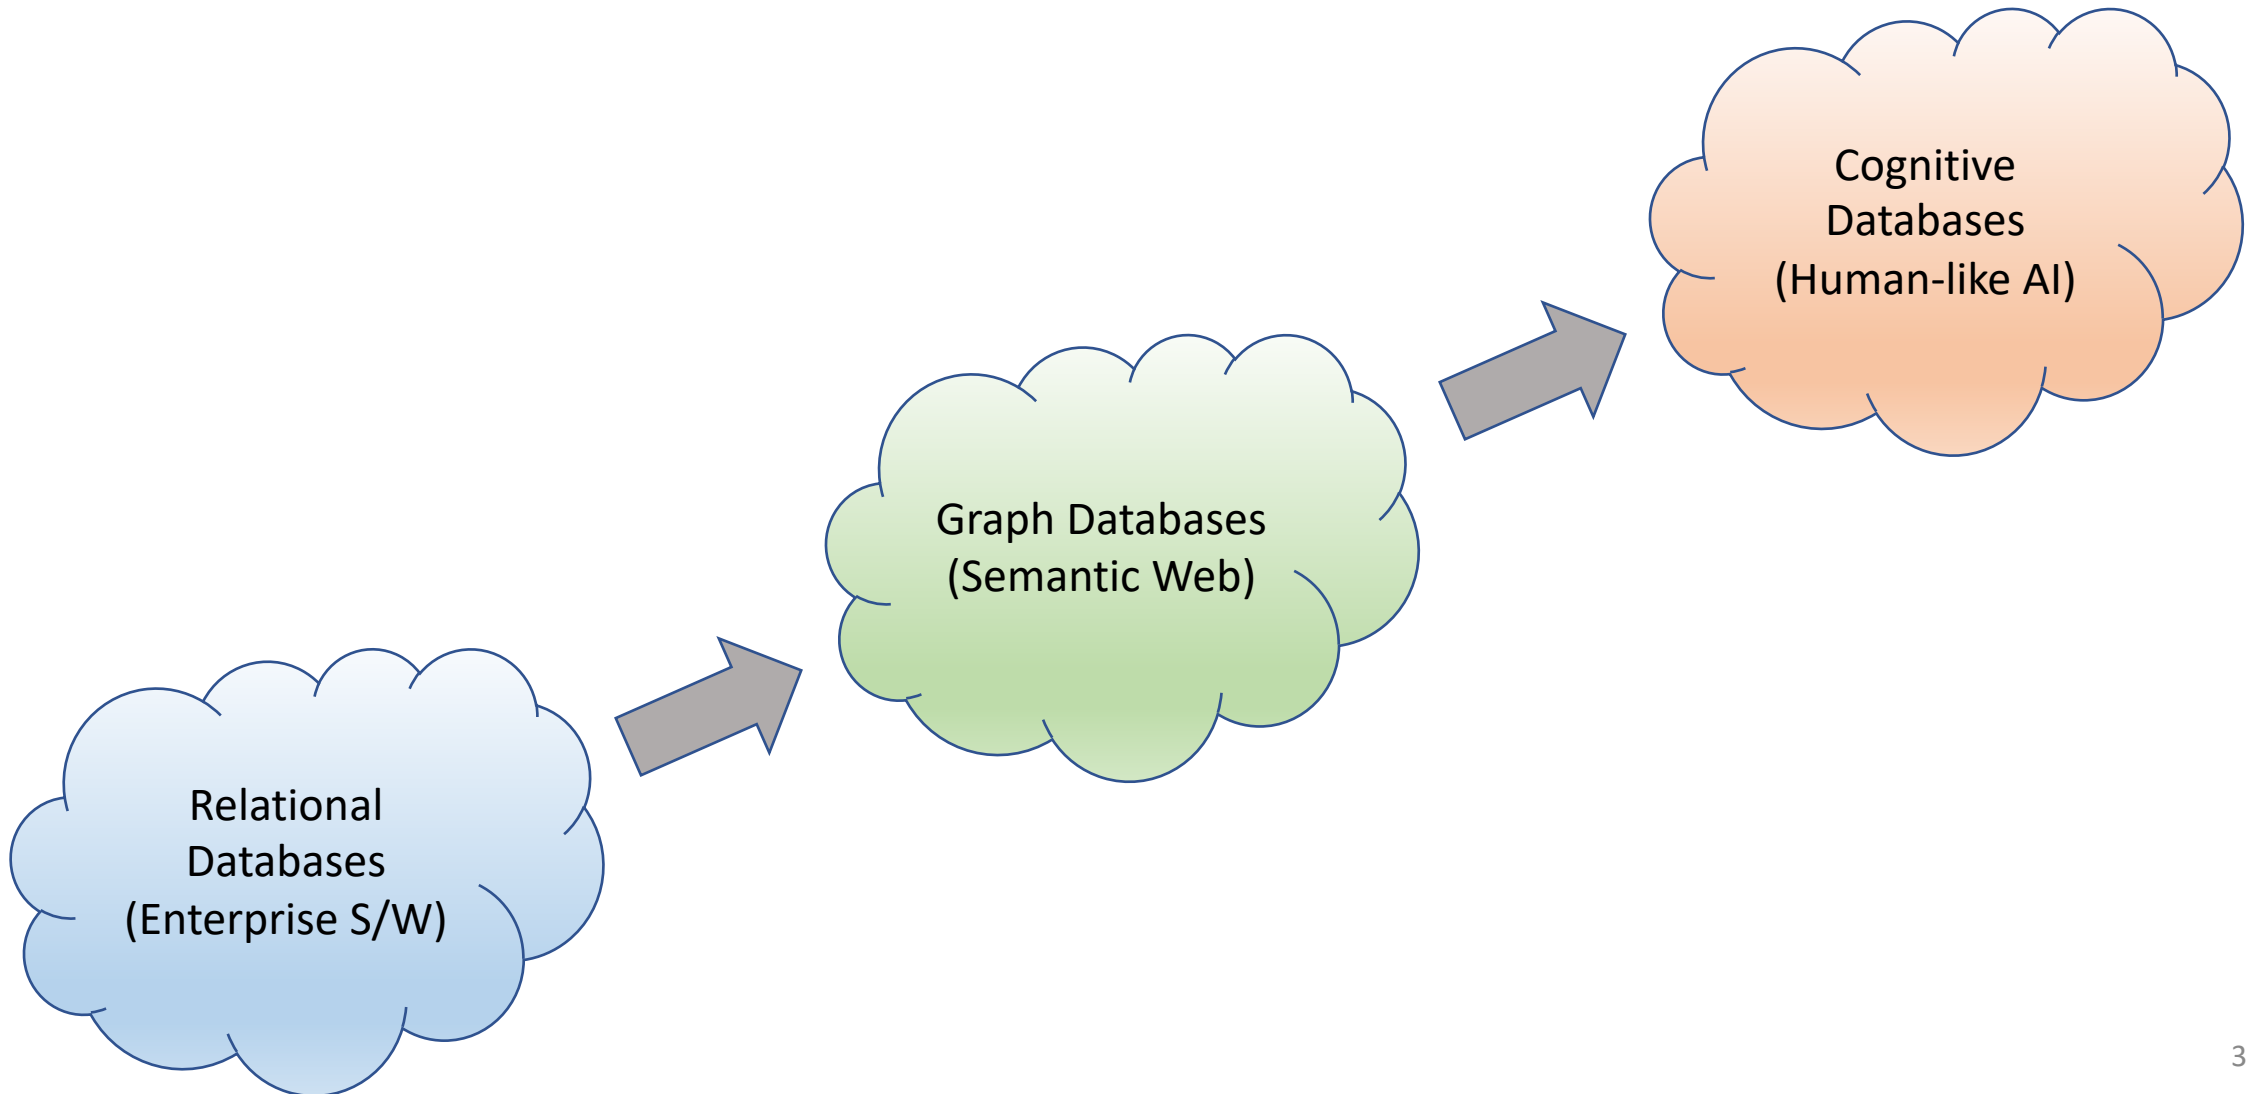 Cognitive
Databases
(Human-like AI)
Graph Databases
(Semantic Web)
Relational
Databases
(Enterprise S/W)
3